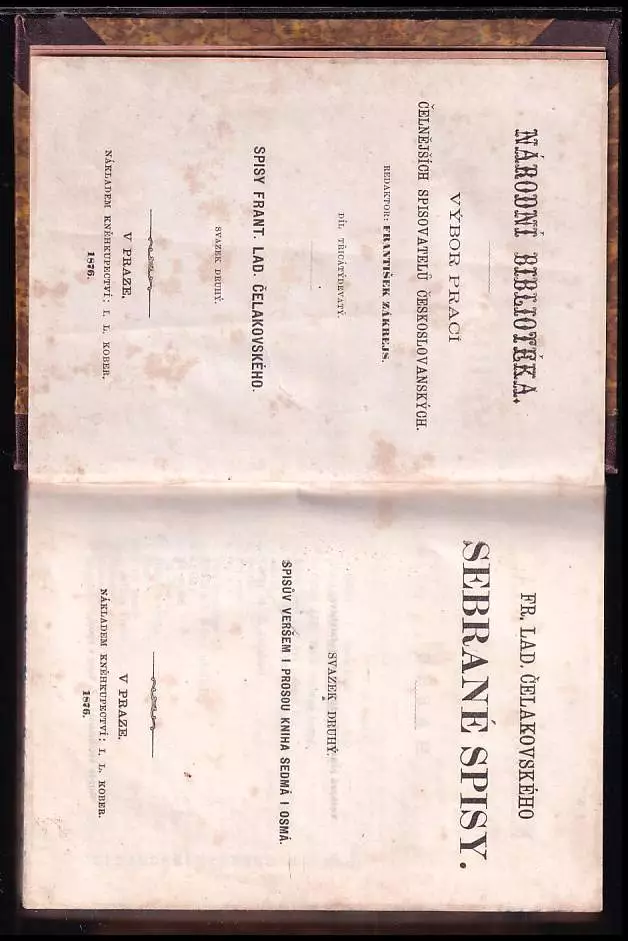 NÁRODNÍ BIBLIOTÉKA.
VÝBOR PRACÍ
ČELNĚJŠÍCH SPISOVATELŮ ČESKOSLOVANSKÝCH.
REDAKTOR: FRANTIŠEK ZÁKREJS.
DÍL TŘICÁTÝDEVATÝ.
SPISY FRANT. LAD. ČELAKOVSKÉHO.
SVAZEK DRUHÝ.
V PRAZE.
NÁKLADEM KNĚHKUPECTVÍ: I. L. KOBER.
1876.
FR. LAD. ČELAKOVSKÉHO
SEBRANÉ SPISY.
SVAZEK DRUHÝ.
SPISŮV VERŠEM I PROSOU KNIHA SEDMÁ I OSMÁ.
V PRAZE.
NÁKLADEM KNĚHKUPECTVÍ: I. L. KOBER.
1876.